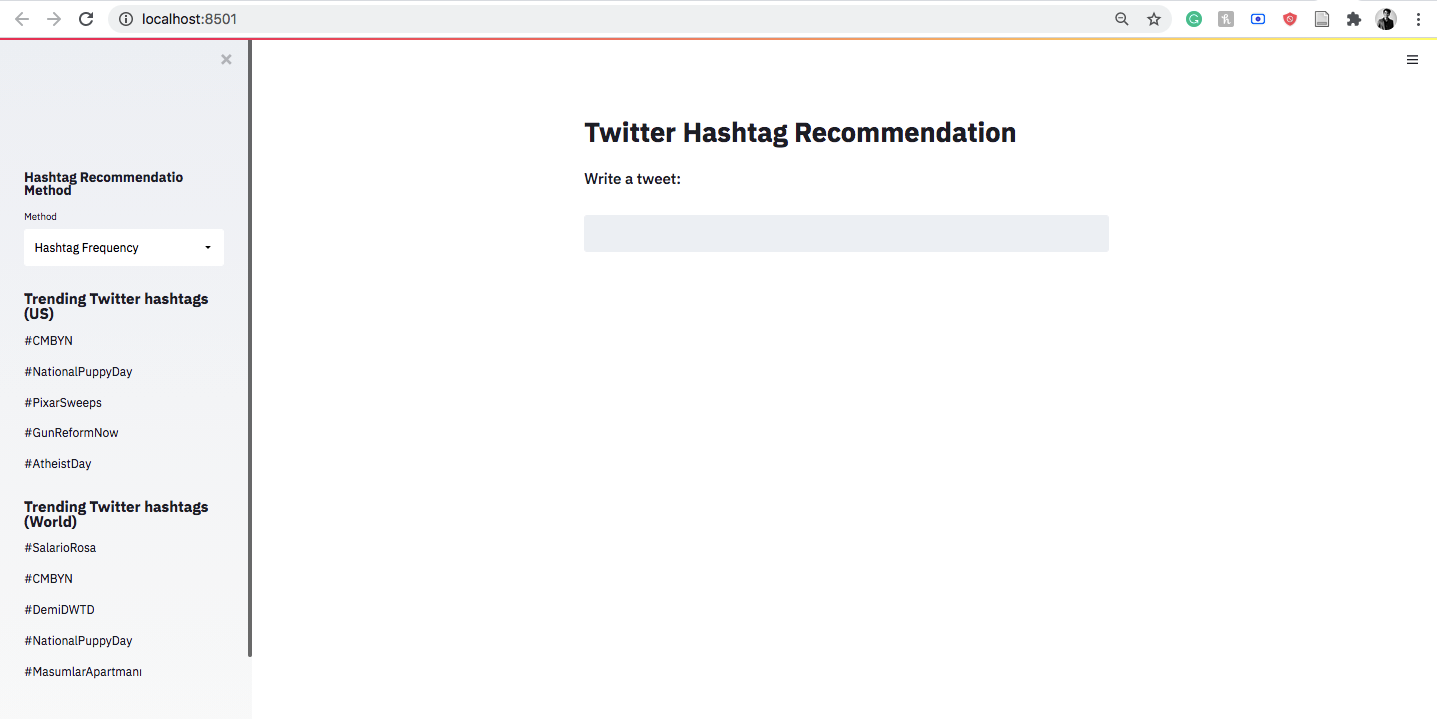 localhost:8501
Hashtag Recommendatio
Method
Method
Hashtag Frequency
Trending Twitter hashtags
(US)
#CMBYN
#NationalPuppyDay
#PixarSweeps
#GunReformNow
#AtheistDay
Trending Twitter hashtags
(World)
#SalarioRosa
#CMBYN
#DemiDWTD
#NationalPuppyDay
#MasumlarApartmanı
Twitter Hashtag Recommendation
Write a tweet: